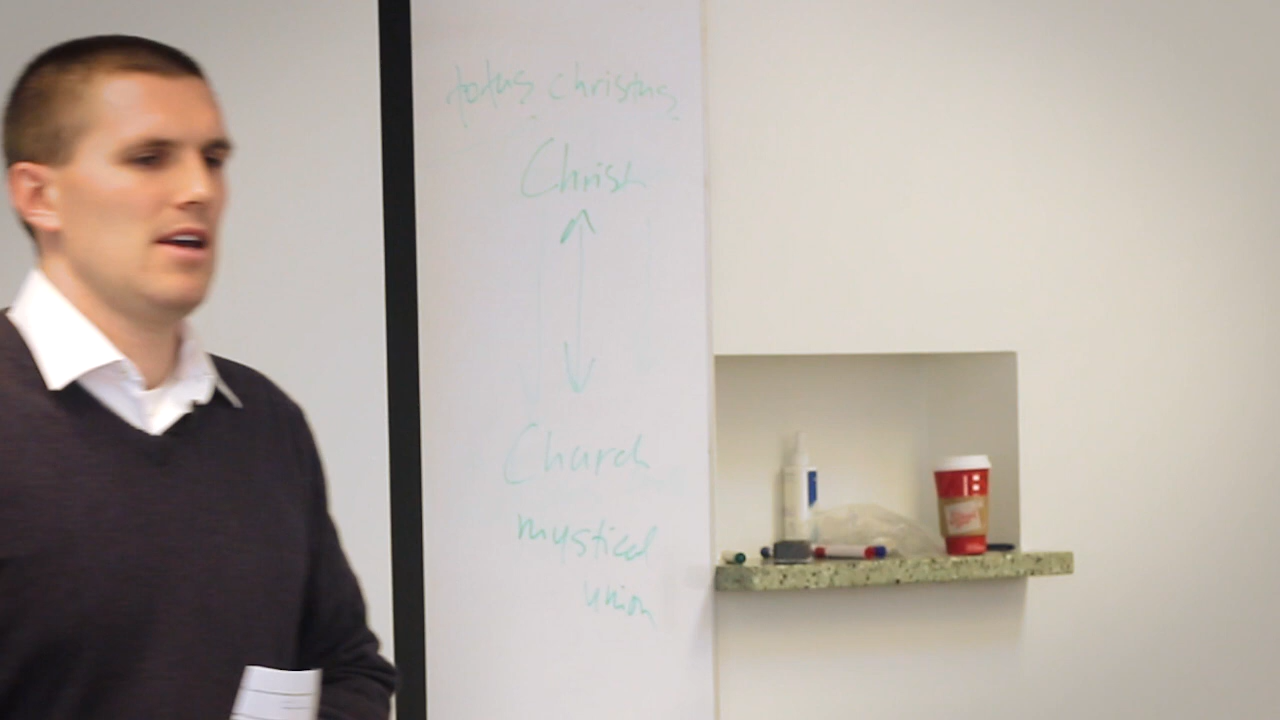 totus christus
Christ
Church
mystical
union